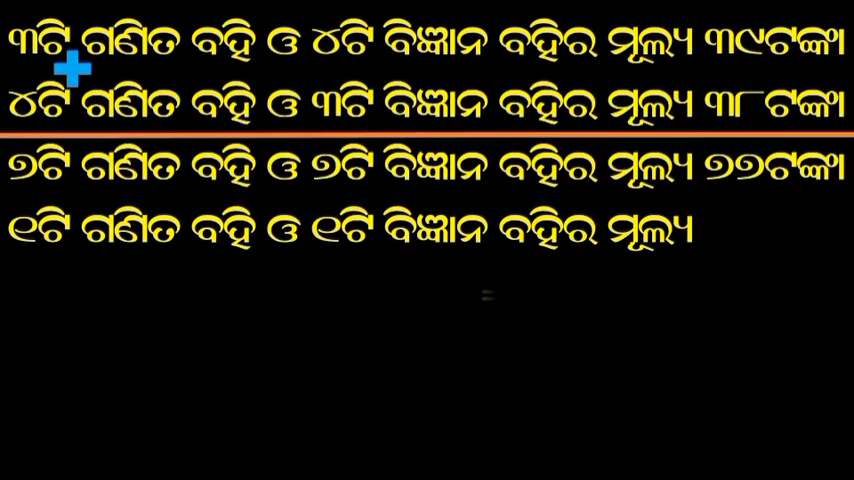 ୩ଟି ଗଣିତ ବହି ଓ ୪ଟି ବିଜ୍ଞାନ ବହିର ମୂଲ୍ୟ ୩୯ଟଙ୍କା
+
୪ଟି ଗଣିତ ବହି ଓ ୩ଟି ବିଜ୍ଞାନ ବହିର ମୂଲ୍ୟ ୩୮ଟଙ୍କା
୭ଟି ଗଣିତ ବହି ଓ ୭ଟି ବିଜ୍ଞାନ ବହିର ମୂଲ୍ୟ ୭୭ଟଙ୍କା
୧ଟି ଗଣିତ ବହି ଓ ୧ଟି ବିଜ୍ଞାନ ବହିର ମୂଲ୍ୟ
=